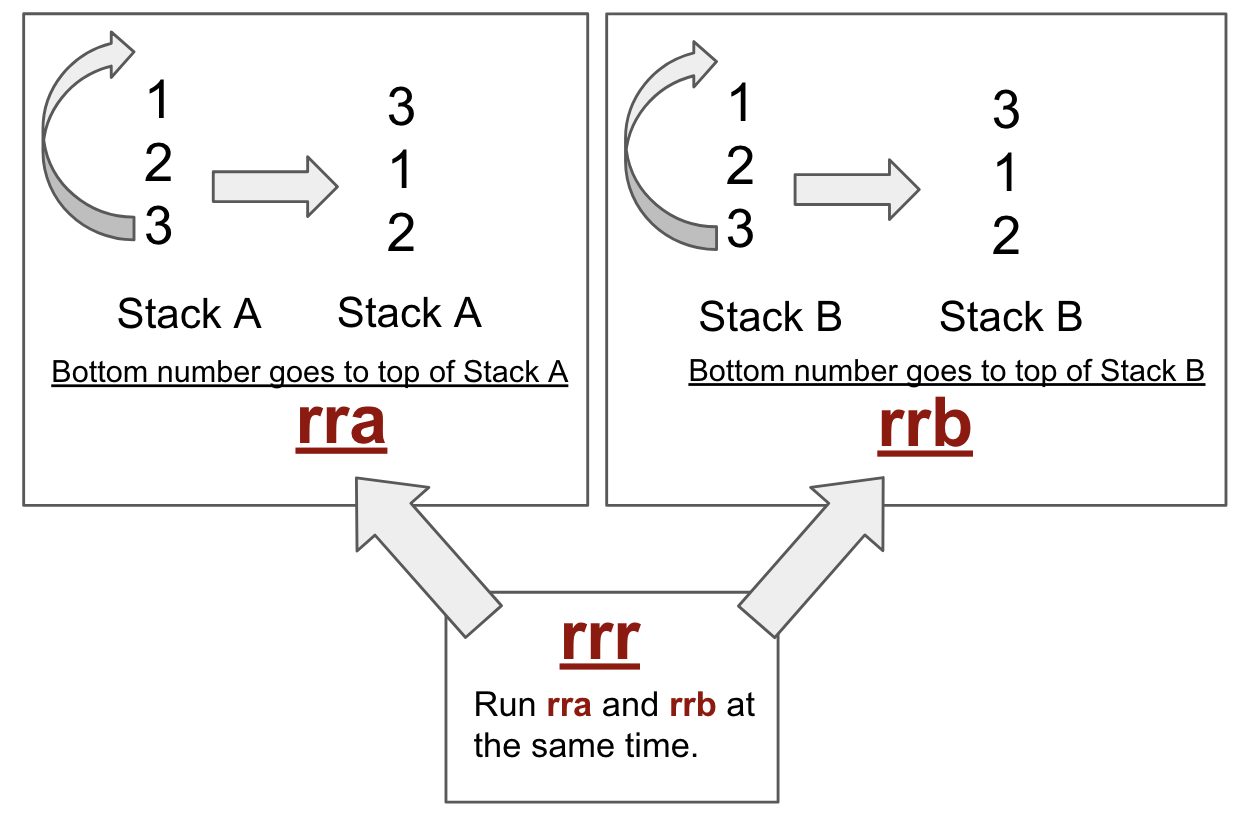 1
2
3
3
1
2
Stack A
Stack A
Bottom number goes to top of Stack A
rra
1
2
3
3
1
2
Stack B
Stack B
Bottom number goes to top of Stack B
rrb
rrr
Run rra and rrb at
the same time.